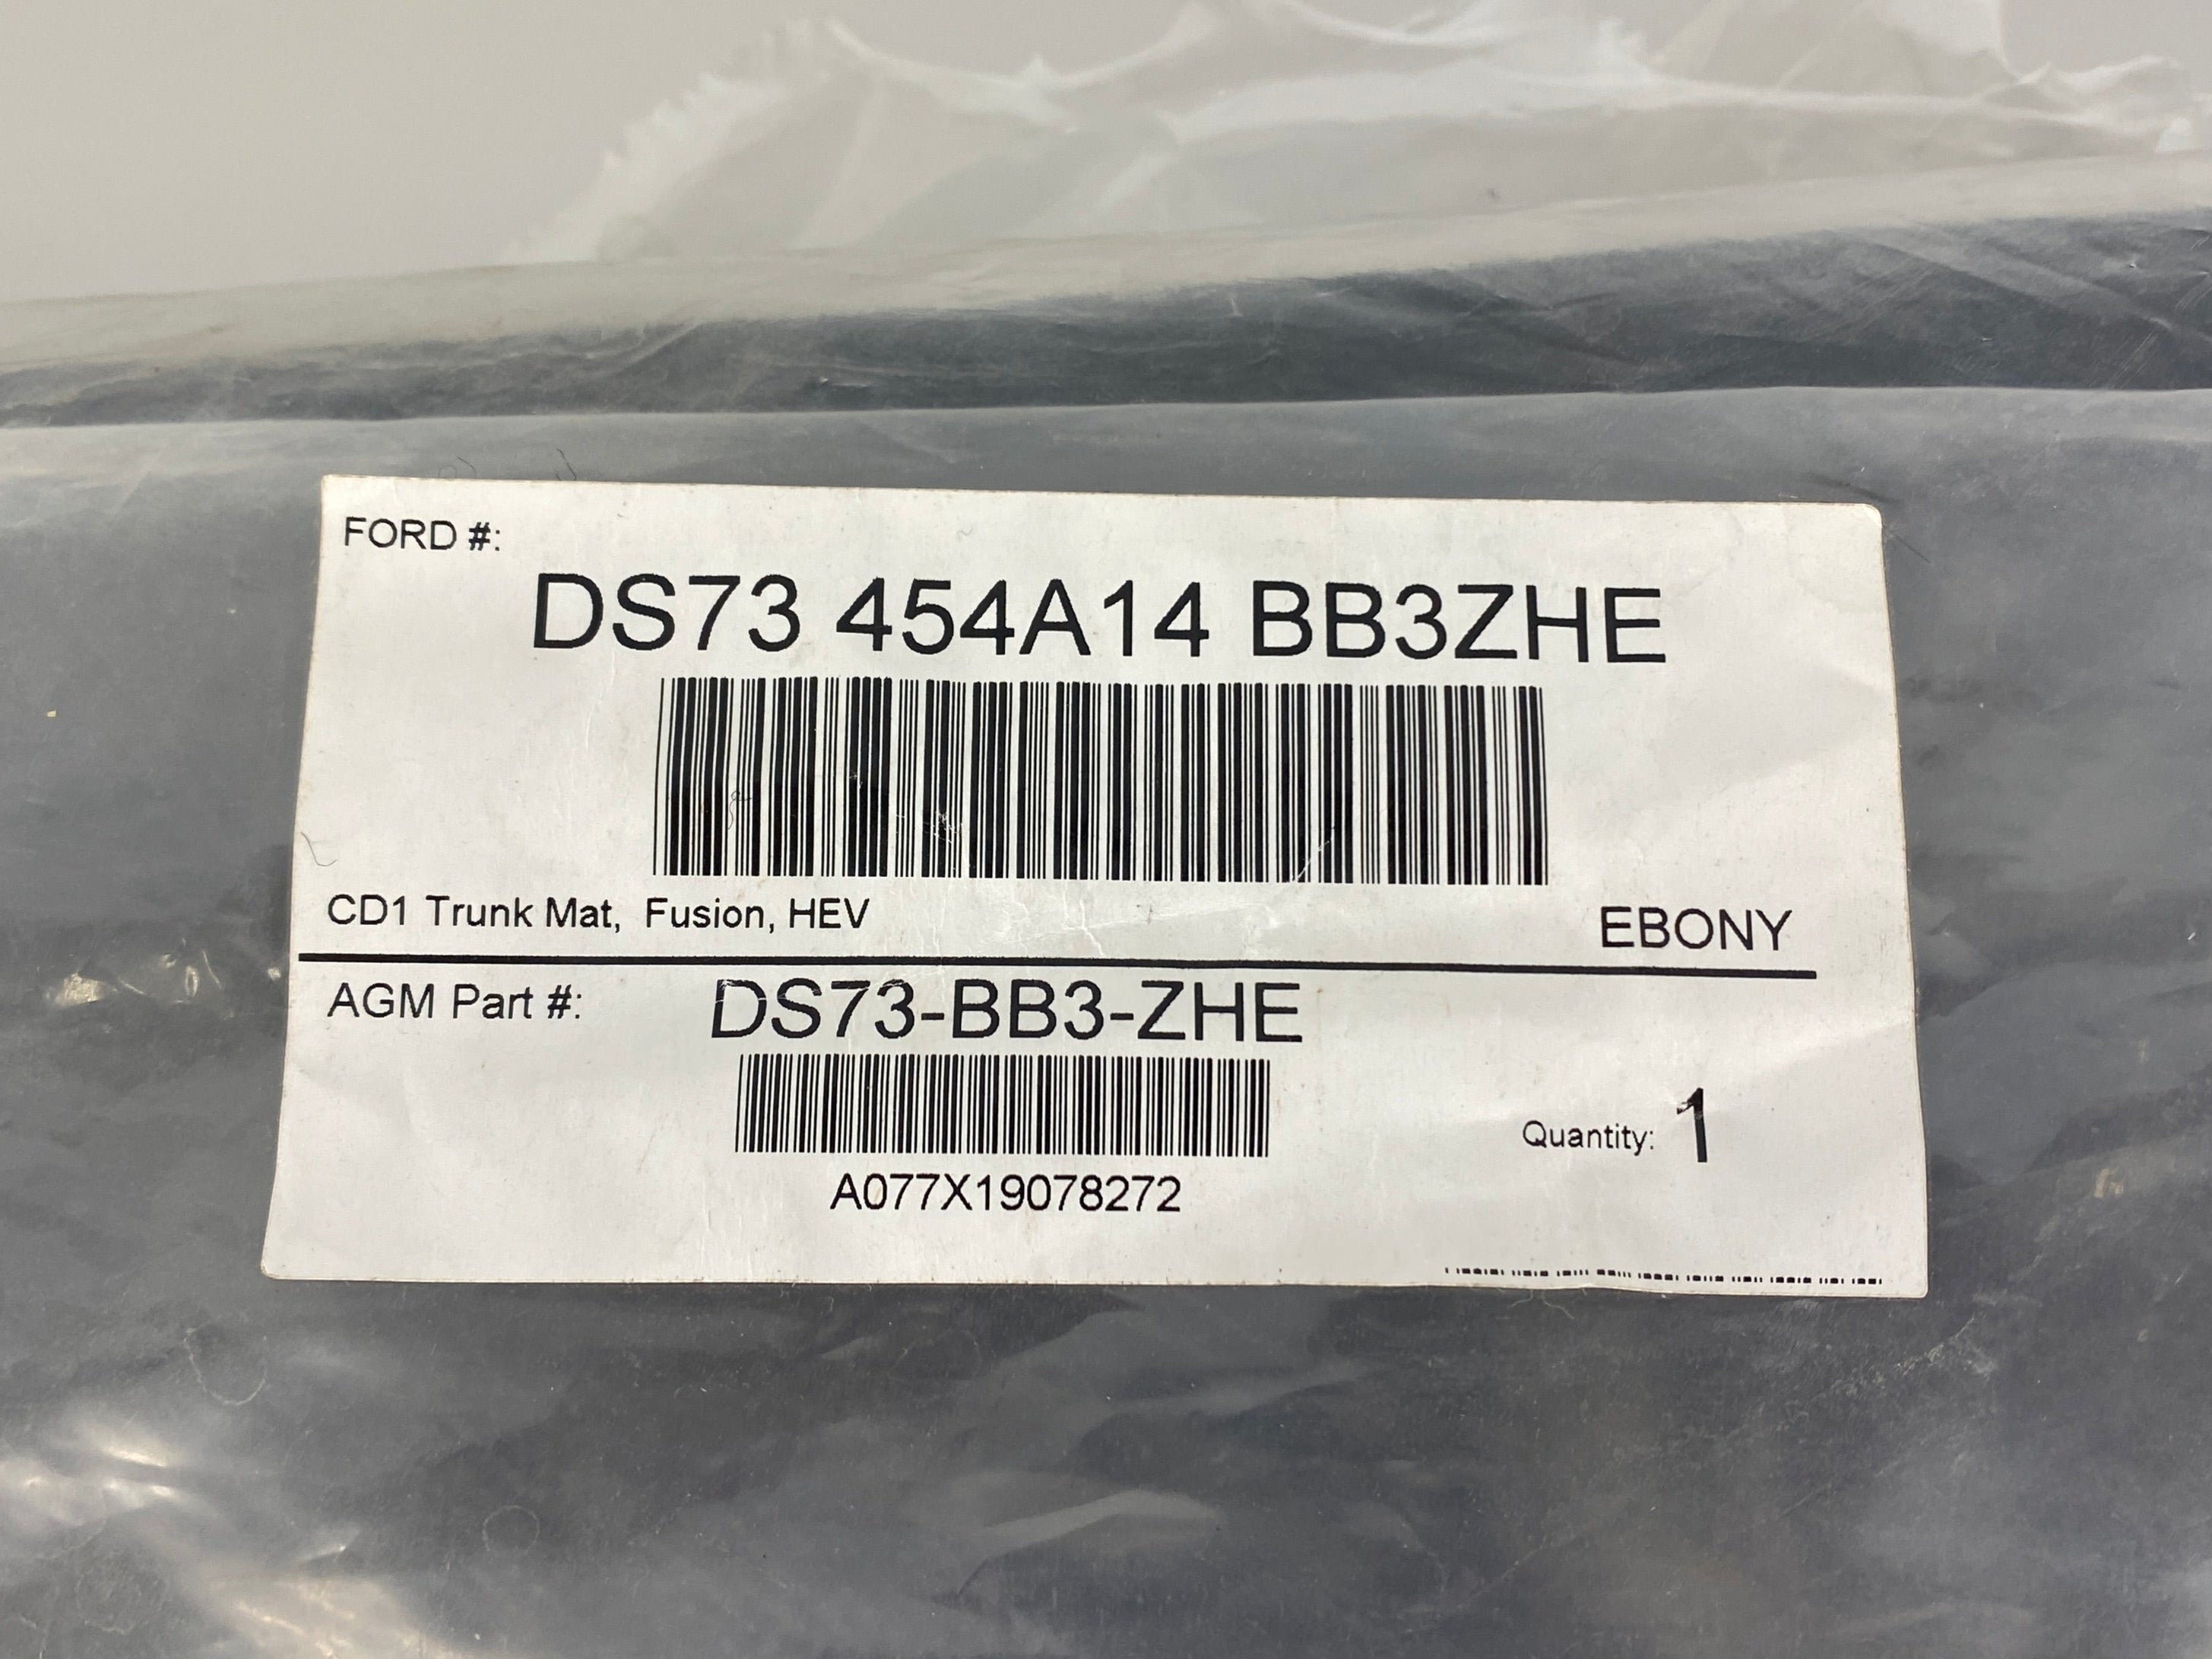 FORD #:
DS73 454A14 BB3ZHE
CD1 Trunk Mat, Fusion, HEV
EBONY
AGM Part #: DS73-BB3-ZHE
Quantity: 1
A077X19078272